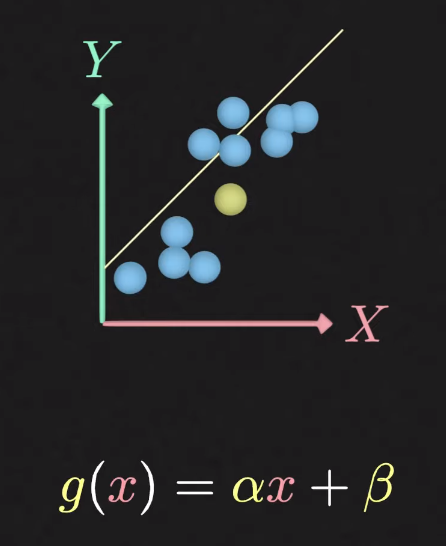 Y
X
g(x) = αx + β